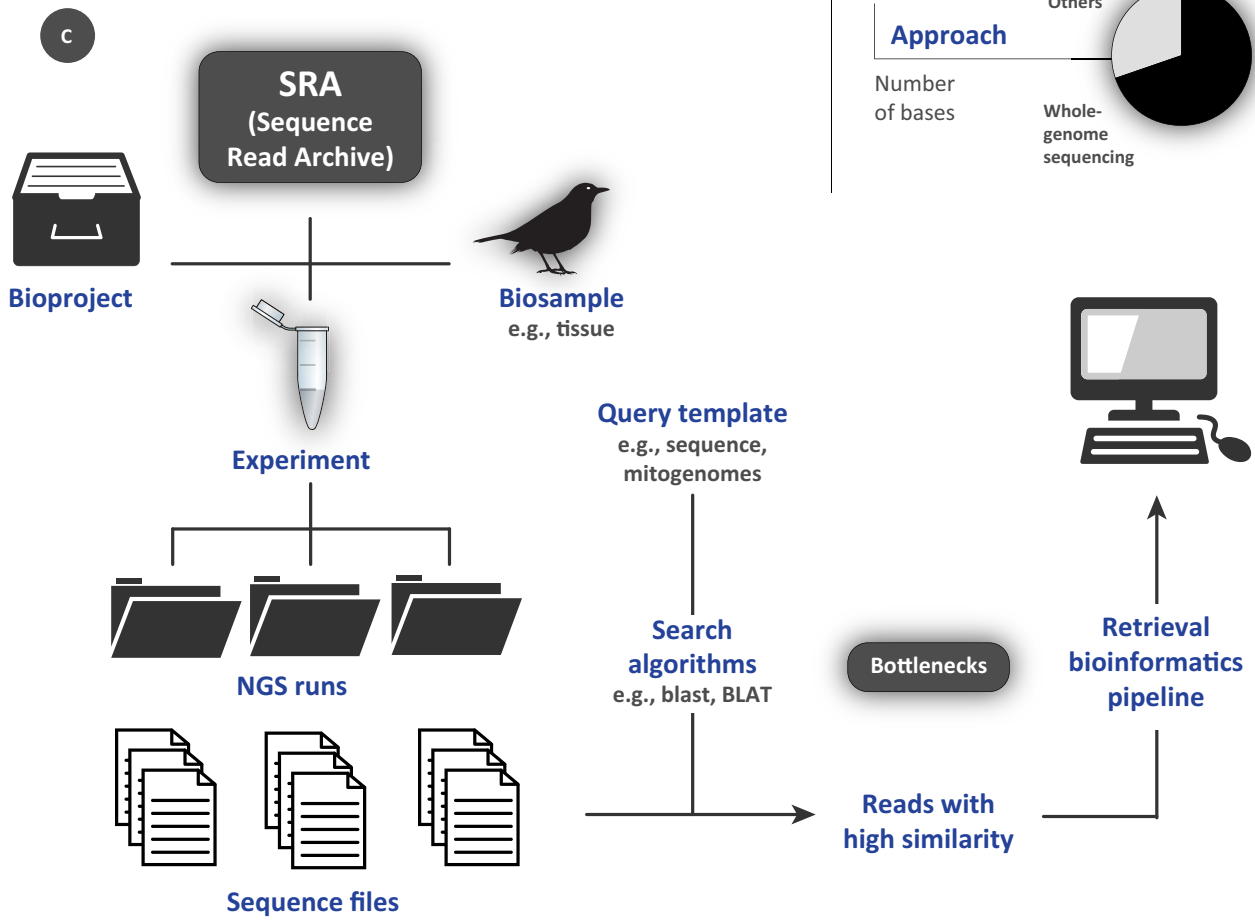 C
SRA
(Sequence
Read Archive)
Others
Approach
Number
of bases
Whole-
genome
sequencing
Bioproject
Biosample
e.g., tissue
Experiment
Query template
e.g., sequence,
mitogenomes
NGS runs
Search
algorithms
e.g., blast, BLAT
Bottlenecks
Retrieval
bioinformatics
pipeline
Reads with
high similarity
Sequence files